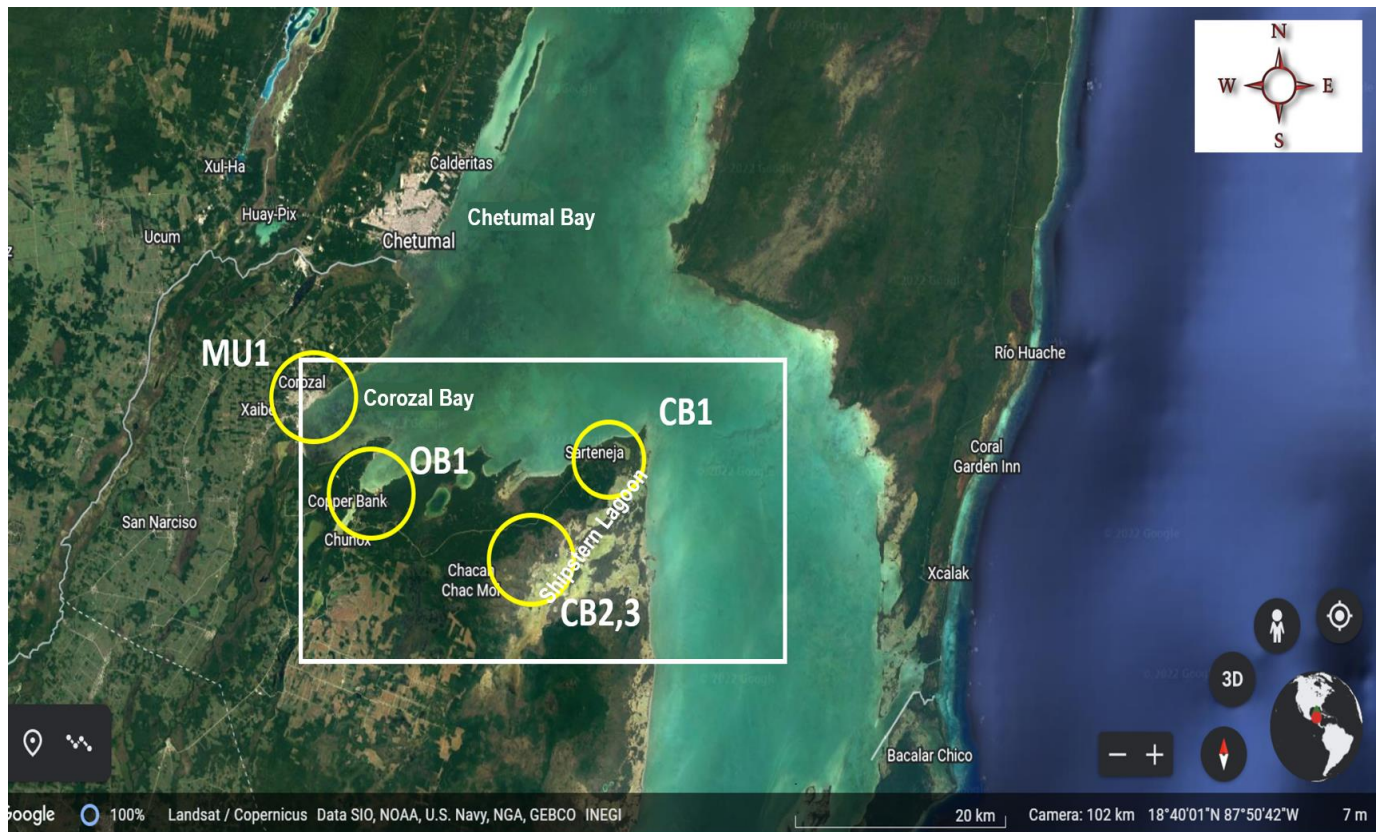 N
W E
S
Xul-Ha
Calderitas
Huay-Pix
Chetumal Bay
Ucum
Chetumal
MU1
Río Huache
Corozal
Corozal Bay
Xaibe
CB1
OB1
Sarteneja
Coral
Garden Inn
Copper Bank
Shipstern Lagoon
San Narciso
Chunox
Chacan
Chac Mol
Xcalak
CB2,3
3D
Bacalar Chico
Google 100% Landsat / Copernicus Data SIO, NOAA, U.S. Navy, NGA, GEBCO INEGI 20 km Camera: 102 km 18°40'01"N 87°50'42"W 7 m